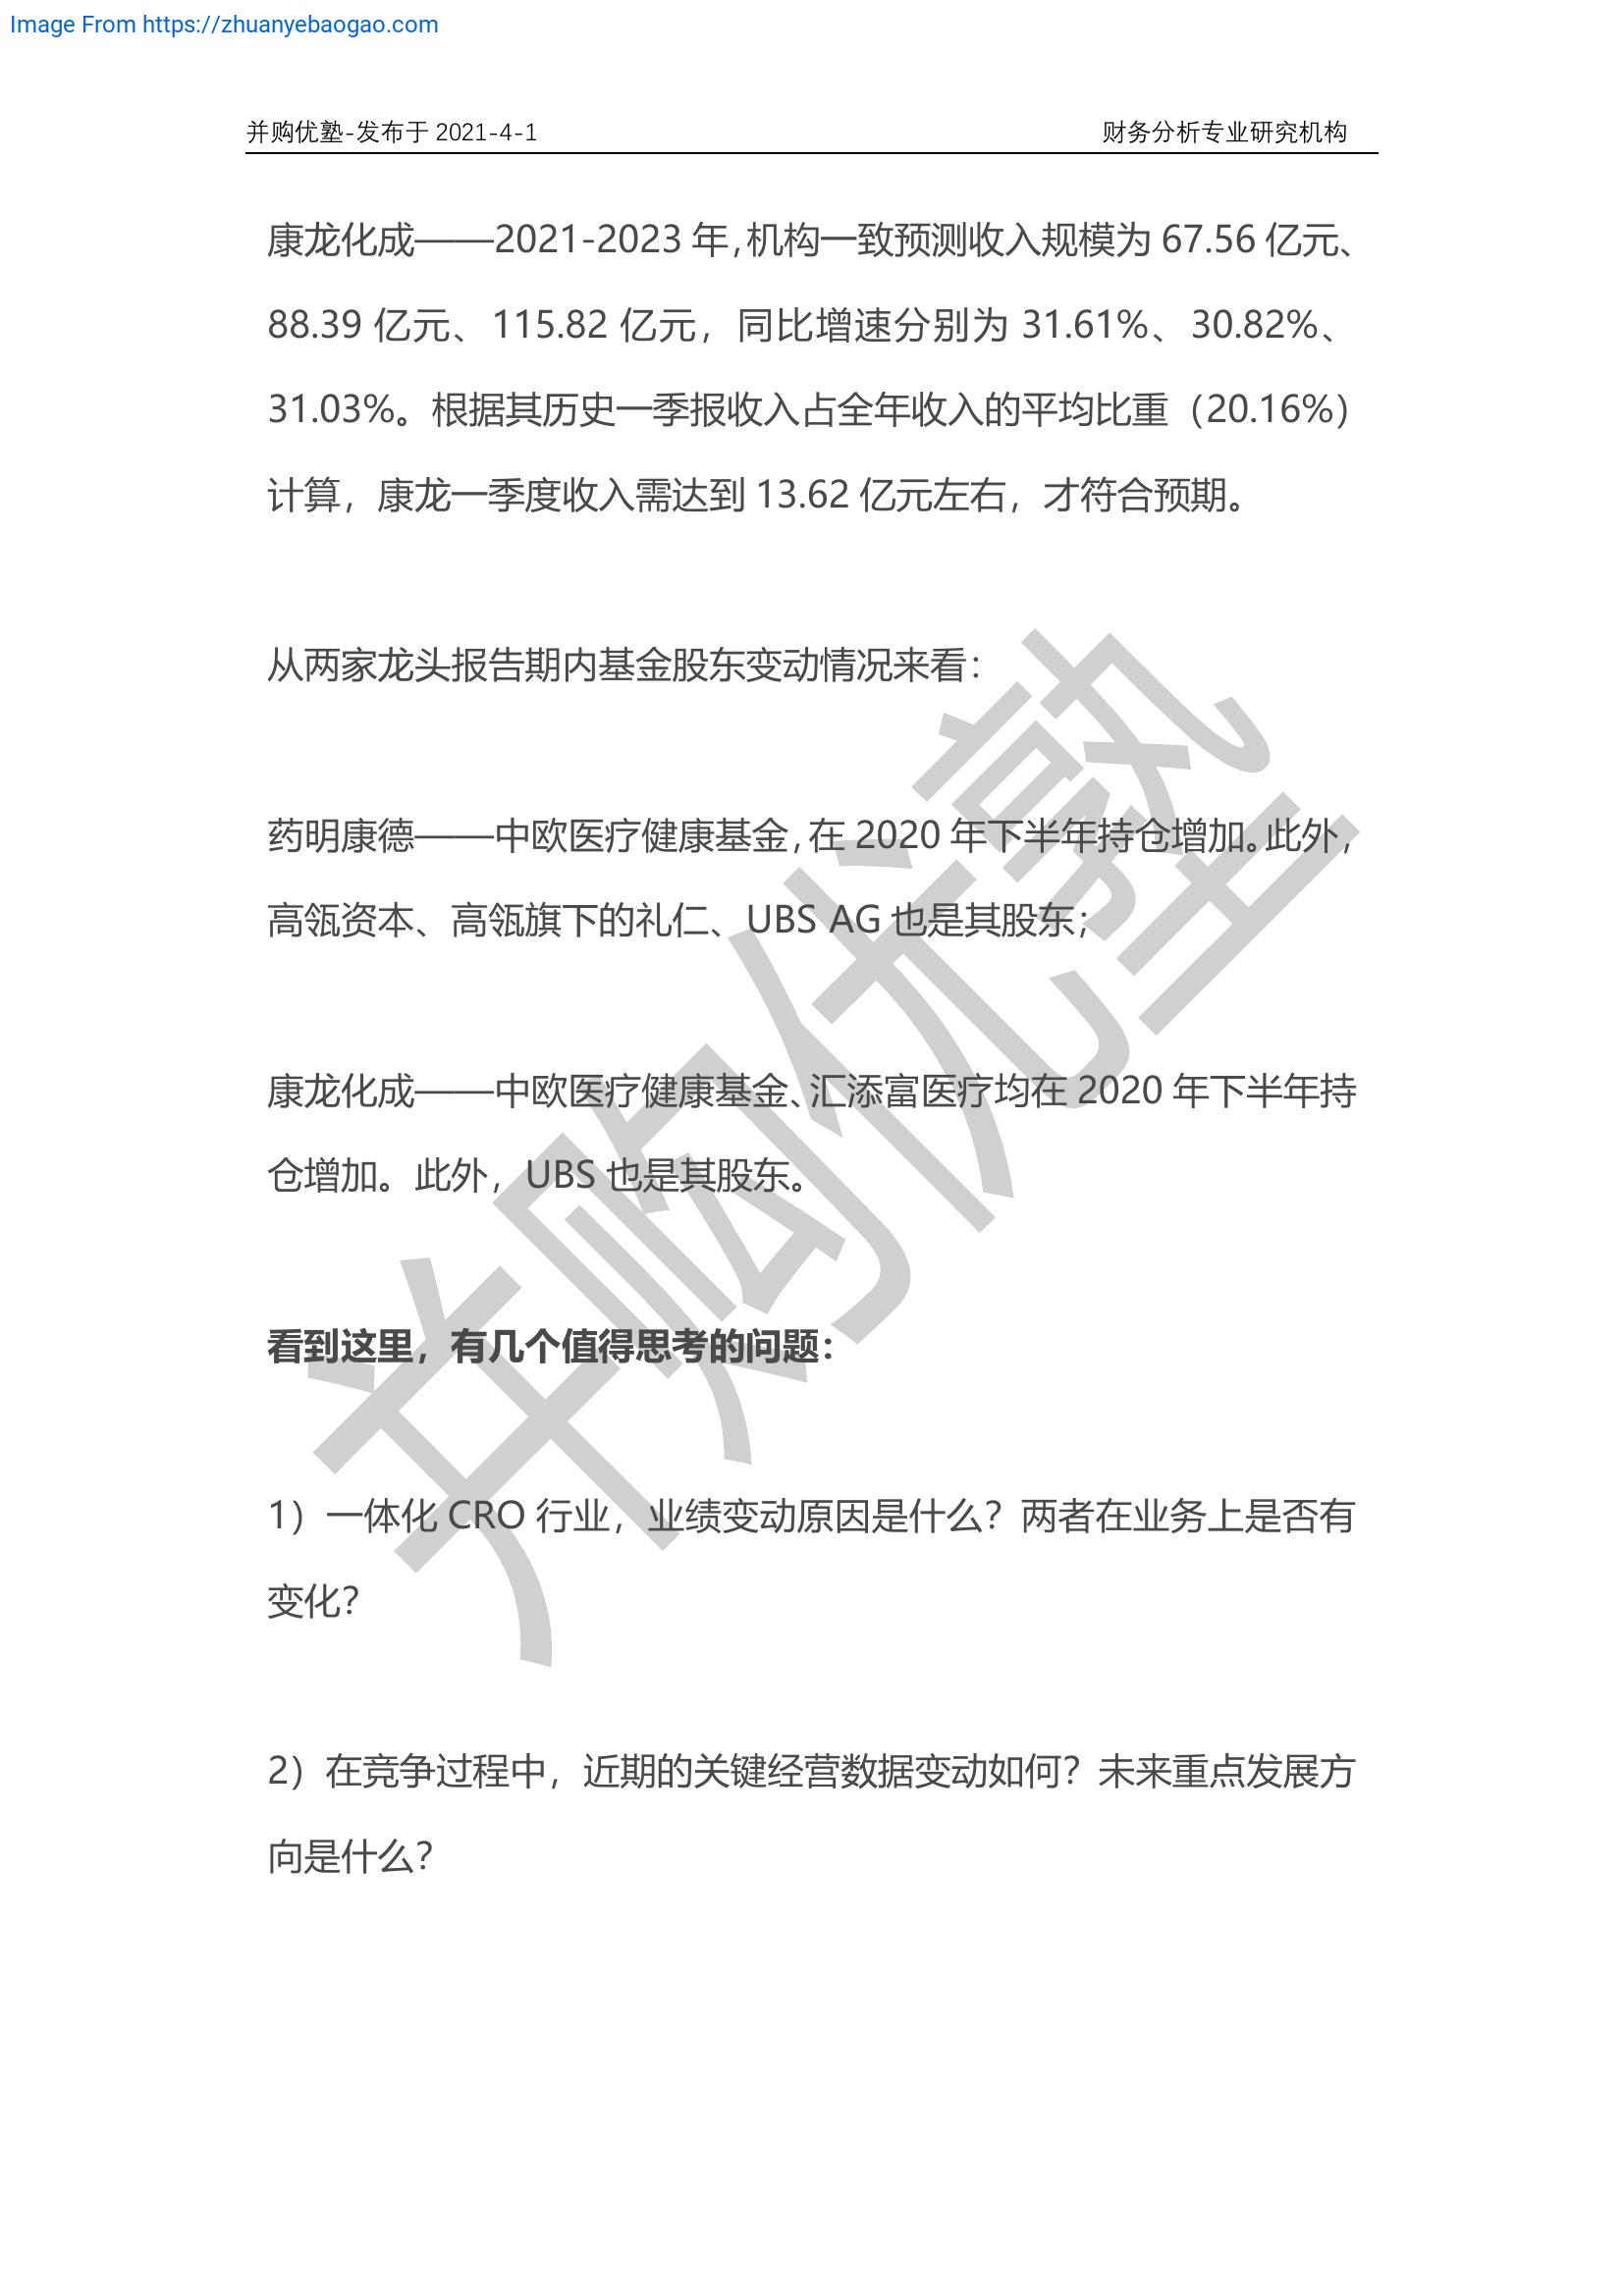 Image From https://zhuanyebaogao.com
并购优塾-发布于 2021-4-1 财务分析专业研究机构
康龙化成——2021-2023 年，机构一致预测收入规模为 67.56 亿元、
88.39 亿元、115.82 亿元，同比增速分别为 31.61%、30.82%、
31.03%。根据其历史一季报收入占全年收入的平均比重（20.16%）
计算，康龙一季度收入需达到 13.62 亿元左右，才符合预期。
从两家龙头报告期内基金股东变动情况来看：
药明康德——中欧医疗健康基金，在 2020 年下半年持仓增加。此外，
高瓴资本、高瓴旗下的礼仁、UBS AG 也是其股东；
康龙化成——中欧医疗健康基金、汇添富医疗均在 2020 年下半年持
仓增加。此外，UBS 也是其股东。
看到这里，有几个值得思考的问题：
1）一体化 CRO 行业，业绩变动原因是什么？两者在业务上是否有
变化？
2）在竞争过程中，近期的关键经营数据变动如何？未来重点发展方
向是什么？
并购优塾